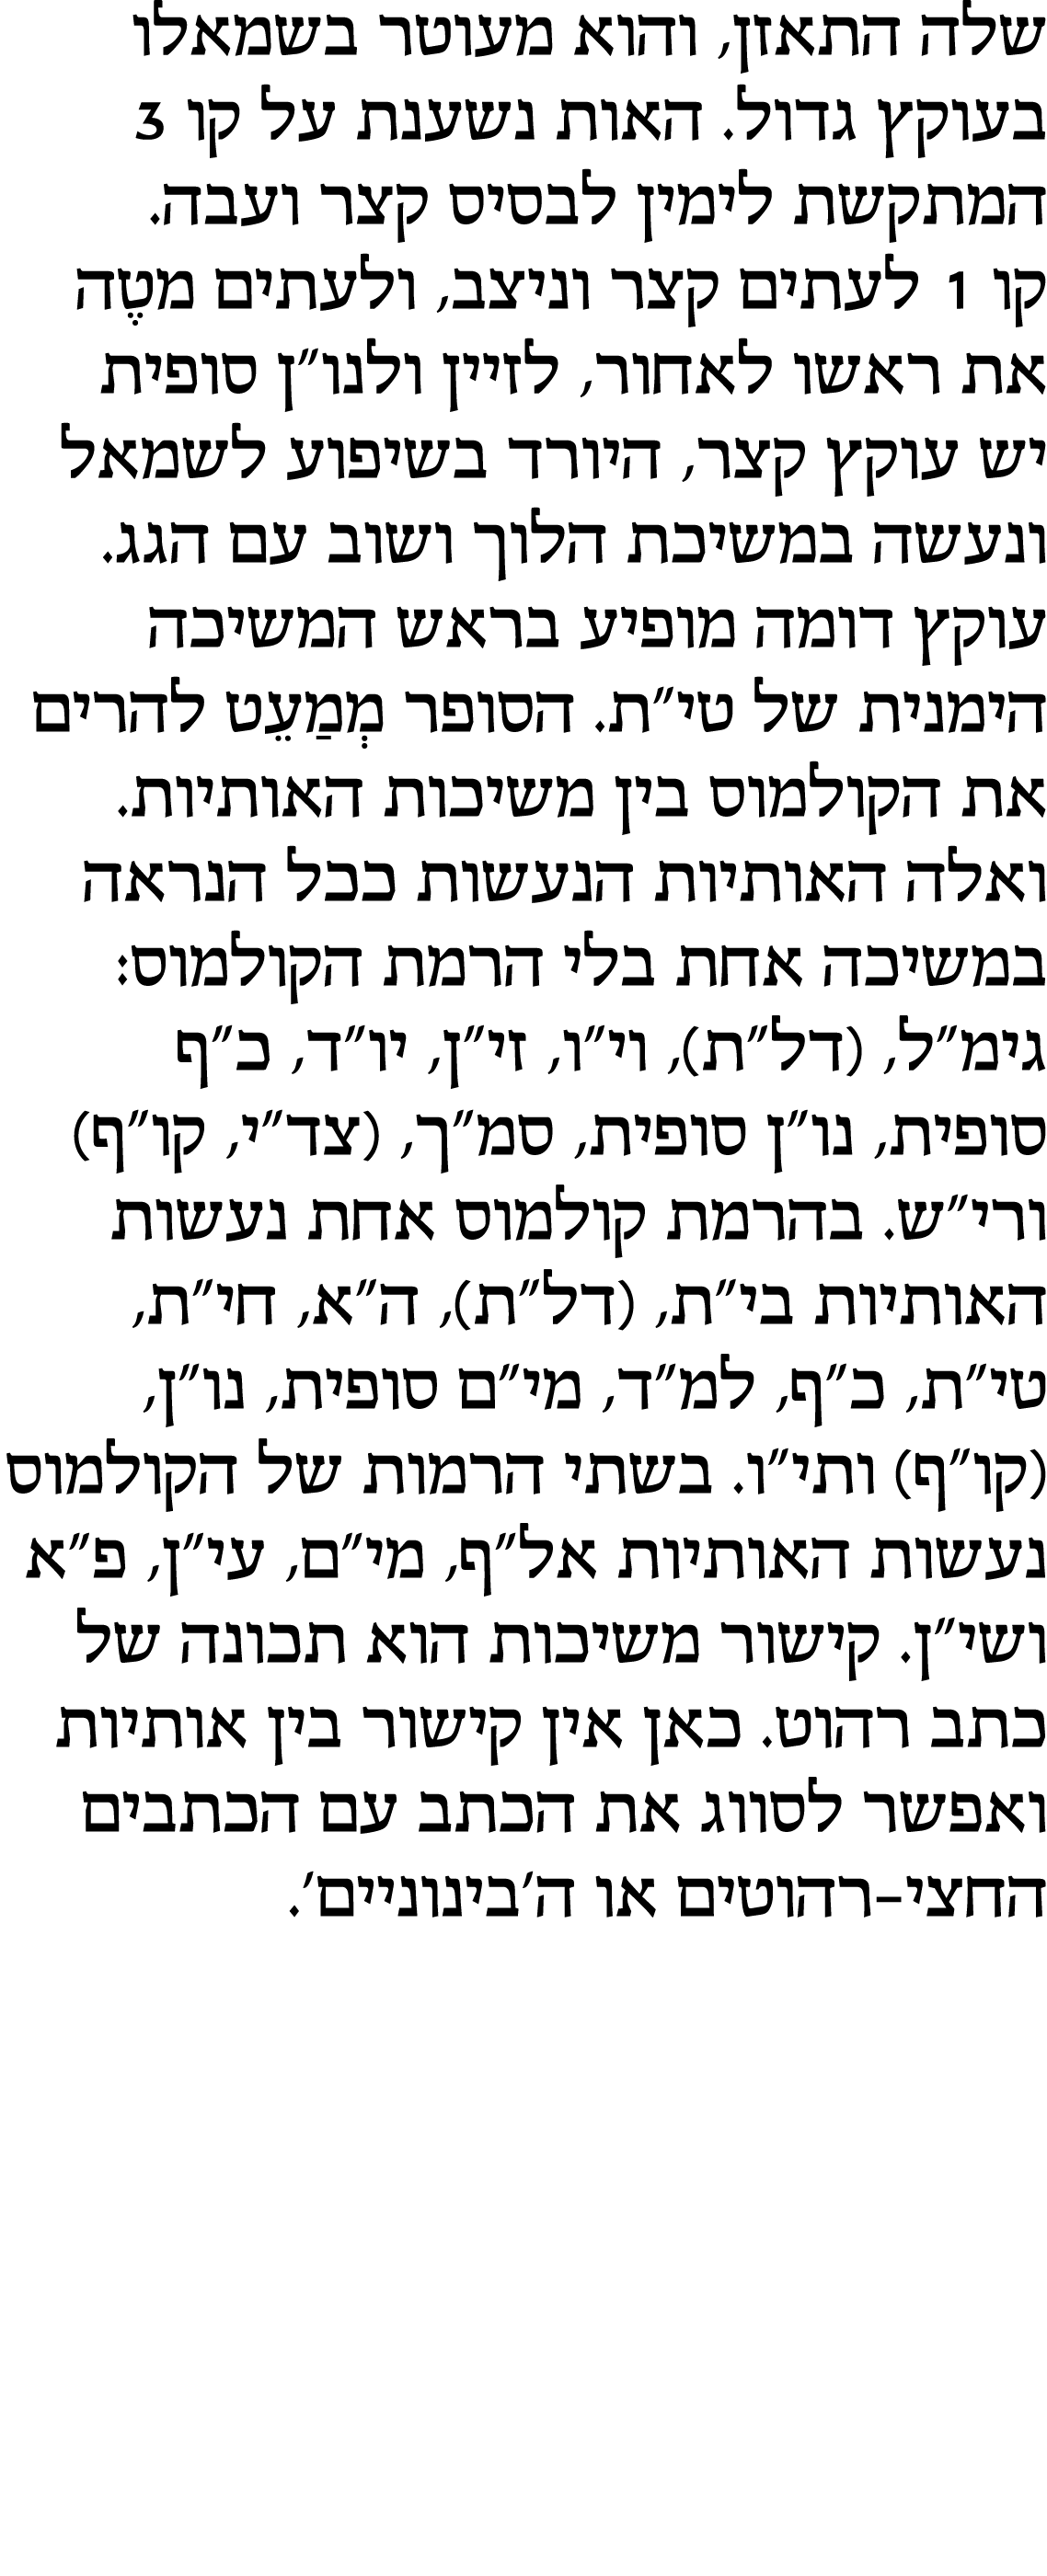 שלה התאזן, והוא מעוטר בשמאלו
בעוקץ גדול. האות נשענת על קו 3
המתקשת לימין לבסיס קצר ועבה.
קו 1 לעתים קצר וניצב, ולעתים מטֶה
את ראשו לאחור, לזיין ולנו״ן סופית
יש עוקץ קצר, היורד בשיפוע לשמאל
ונעשה במשיכת הלוך ושוב עם הגג.
עוקץ דומה מופיע בראש המשיכה
הימנית של טי״ת. הסופר מְמַעֵט להרים
את הקולמוס בין משיכות האותיות.
ואלה האותיות הנעשות ככל הנראה
במשיכה אחת בלי הרמת הקולמוס:
גימ״ל, (דל״ת), וי״ו, זי״ן, יו״ד, כ״ף
סופית, נו״ן סופית, סמ״ך, (צד״י, קו״ף)
ורי״ש. בהרמת קולמוס אחת נעשות
האותיות בי״ת, (דל״ת), ה״א, חי״ת,
טי״ת, כ״ף, למ״ד, מי״ם סופית, נו״ן,
(קו״ף) ותי״ו. בשתי הרמות של הקולמוס
נעשות האותיות אל״ף, מי״ם, עי״ן, פ״א
ושי״ן. קישור משיכות הוא תכונה של
כתב רהוט. כאן אין קישור בין אותיות
ואפשר לסווג את הכתב עם הכתבים
החצי-רהוטים או ה׳בינוניים׳.